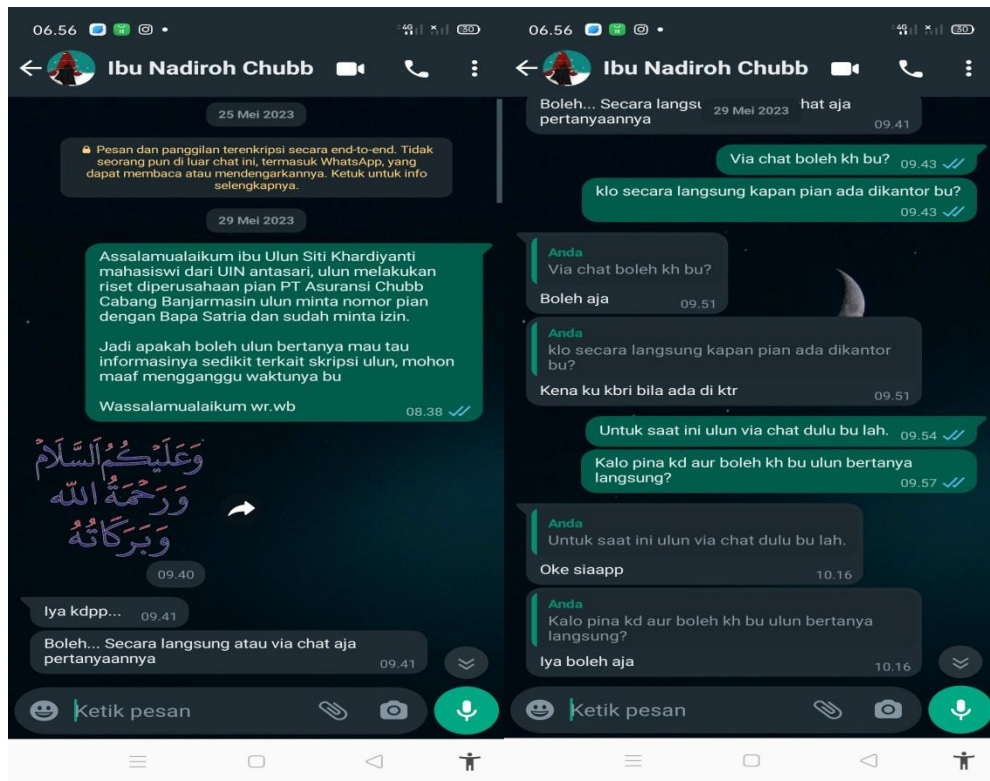 06.56
4G
30
Ibu Nadiroh Chubb
25 Mei 2023
Pesan dan panggilan terenkripsi secara end-to-end. Tidak
seorang pun di luar chat ini, termasuk WhatsApp, yang
dapat membaca atau mendengarkannya. Ketuk untuk info
selengkapnya.
29 Mei 2023
Assalamualaikum ibu Ulun Siti Khardiyanti
mahasiswi dari UIN antasari, ulun melakukan
riset diperusahaan pian PT Asuransi Chubb
Cabang Banjarmasin ulun minta nomor pian
dengan Bapa Satria dan sudah minta izin.
Jadi apakah boleh ulun bertanya mau tau
informasinya sedikit terkait skripsi ulun, mohon
maaf mengganggu waktunya bu
Wassalamualaikum wr.wb
08.38
وَعَلَيْكُمُ السَّلَامُ
وَرَحْمَةُ اللّٰهِ
وَبَرَكَاتُهُ
09.40
Iya kdpp...
09.41
Boleh... Secara langsung atau via chat aja
pertanyaannya
09.41
Ketik pesan
06.56
4G
30
Ibu Nadiroh Chubb
Boleh... Secara langsu
29 Mei 2023
hat aja
pertanyaannya
09.41
Via chat boleh kh bu?
09.43
klo secara langsung kapan pian ada dikantor bu?
09.43
Anda
Via chat boleh kh bu?
Boleh aja
09.51
Anda
klo secara langsung kapan pian ada dikantor
bu?
Kena ku kbri bila ada di ktr
09.51
Untuk saat ini ulun via chat dulu bu lah.
09.54
Kalo pina kd aur boleh kh bu ulun bertanya
langsung?
09.57
Anda
Untuk saat ini ulun via chat dulu bu lah.
Oke siaapp
10.16
Anda
Kalo pina kd aur boleh kh bu ulun bertanya
langsung?
Iya boleh aja
10.16
Ketik pesan